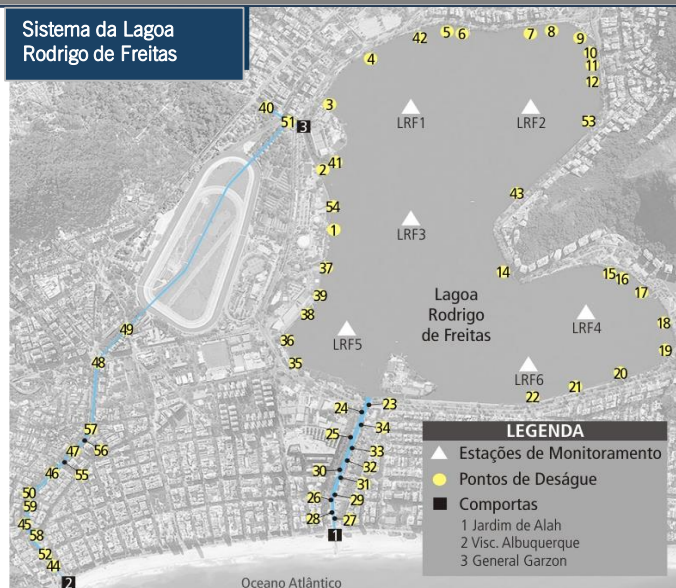 Sistema da Lagoa
Rodrigo de Freitas
42 5 6 7 8 9
4 10
11
12
40 3
51 3 LRF1 LRF2 53
41
2
54 43
1 LRF3
37 14 15
16
39 17
Lagoa
38 Rodrigo
de Freitas LRF4 18
49 36 LRF5
35 19
48 LRF6 20
21
22
24 23
57 25 34
56
47 33
46 55 30 32
31
50 26 29
59
45 28 27
58 1
52
44
2
Oceano Atlântico
LEGENDA
Estações de Monitoramento
Pontos de Deságue
Comportas
1 Jardim de Alah
2 Visc. Albuquerque
3 General Garzon